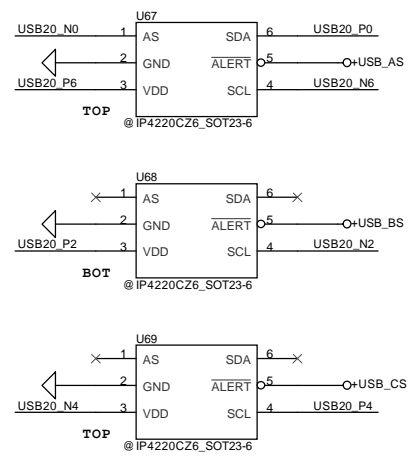 U67
USB20_N0 1 AS SDA 6 USB20_P0
2 GND ALERT 5 +USB_AS
USB20_P6 3 VDD SCL 4 USB20_N6
TOP
@ IP4220CZ6_SOT23-6
U68
1 AS SDA 6
2 GND ALERT 5 +USB_BS
USB20_P2 3 VDD SCL 4 USB20_N2
BOT
@ IP4220CZ6_SOT23-6
U69
1 AS SDA 6
2 GND ALERT 5 +USB_CS
USB20_N4 3 VDD SCL 4 USB20_P4
TOP
@ IP4220CZ6_SOT23-6